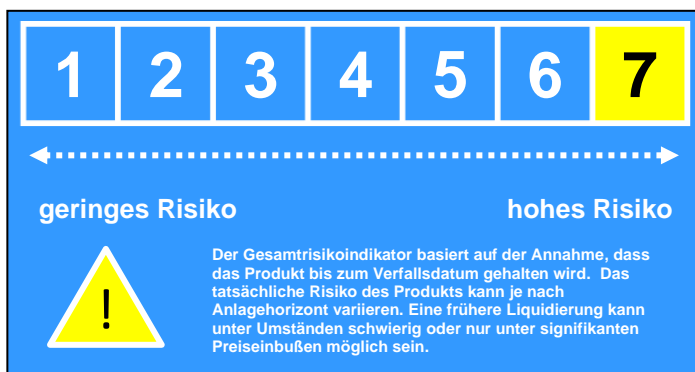 1 2 3 4 5 6 7
geringes Risiko hohes Risiko
!
Der Gesamtrisikoindikator basiert auf der Annahme, dass
das Produkt bis zum Verfallsdatum gehalten wird. Das
tatsächliche Risiko des Produkts kann je nach
Anlagehorizont variieren. Eine frühere Liquidierung kann
unter Umständen schwierig oder nur unter signifikanten
Preiseinbußen möglich sein.